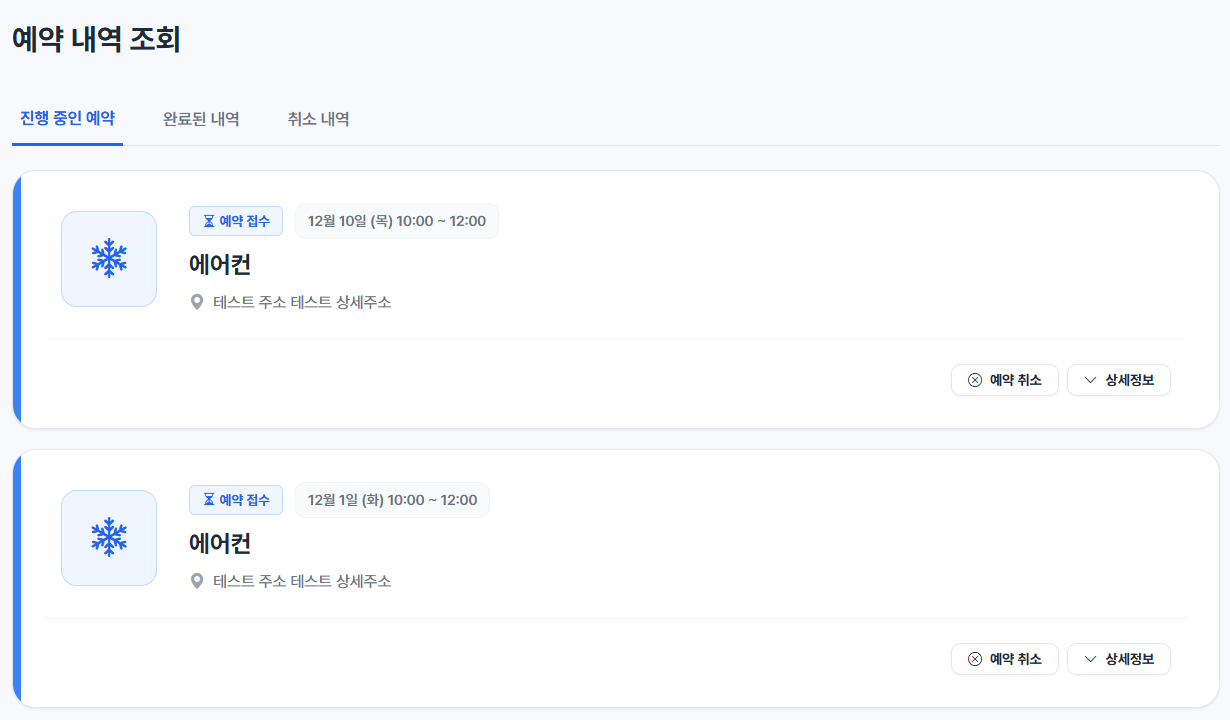 예약 내역 조회
진행 중인 예약 완료된 내역 취소 내역
예약 접수 12월 10일 (목) 10:00 ~ 12:00
에어컨
테스트 주소 테스트 상세주소
예약 취소 상세정보
예약 접수 12월 1일 (화) 10:00 ~ 12:00
에어컨
테스트 주소 테스트 상세주소
예약 취소 상세정보